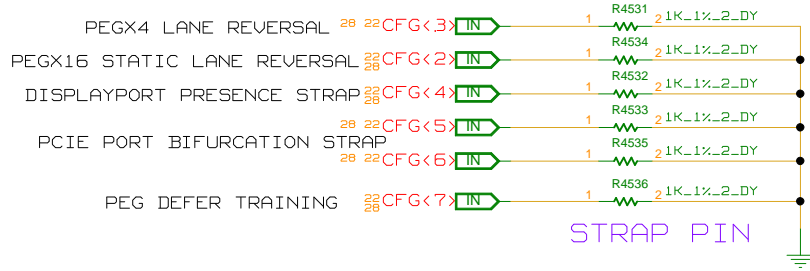 R4531
PEGX4 LANE REVERSAL 28 22 CFG<3> IN 1 2 1K_1%_2_DY
R4534
PEGX16 STATIC LANE REVERSAL 22 28 CFG<2> IN 1 2 1K_1%_2_DY
R4532
DISPLAYPORT PRESENCE STRAP 22 28 CFG<4> IN 1 2 1K_1%_2_DY
R4533
28 22 CFG<5> IN 1 2 1K_1%_2_DY
PCIE PORT BIFURCATION STRAP
R4535
28 22 CFG<6> IN 1 2 1K_1%_2_DY
R4536
PEG DEFER TRAINING 22 28 CFG<7> IN 1 2 1K_1%_2_DY
STRAP PIN